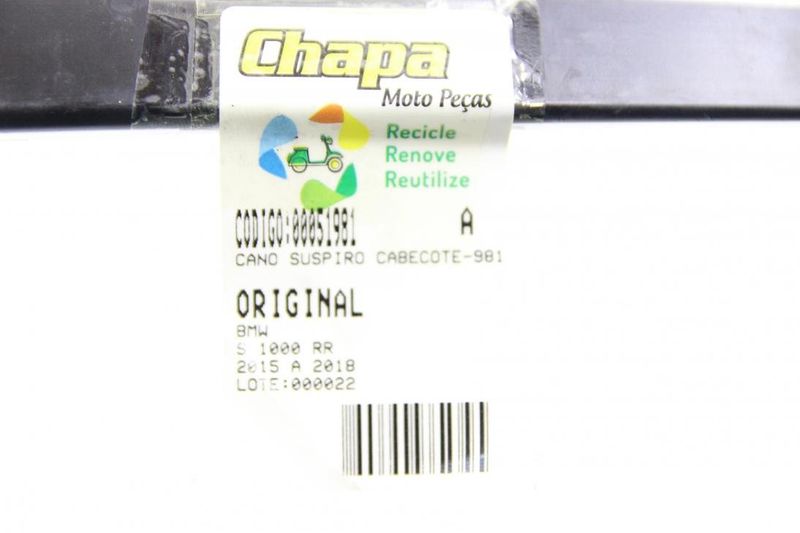 Chapa
Moto Peças
Recicle
Renove
Reutilize
CODIGO:00051981 A
CANO SUSPIRO CABECOTE-981
ORIGINAL
BMW
S 1000 RR
2015 A 2018
LOTE:000022